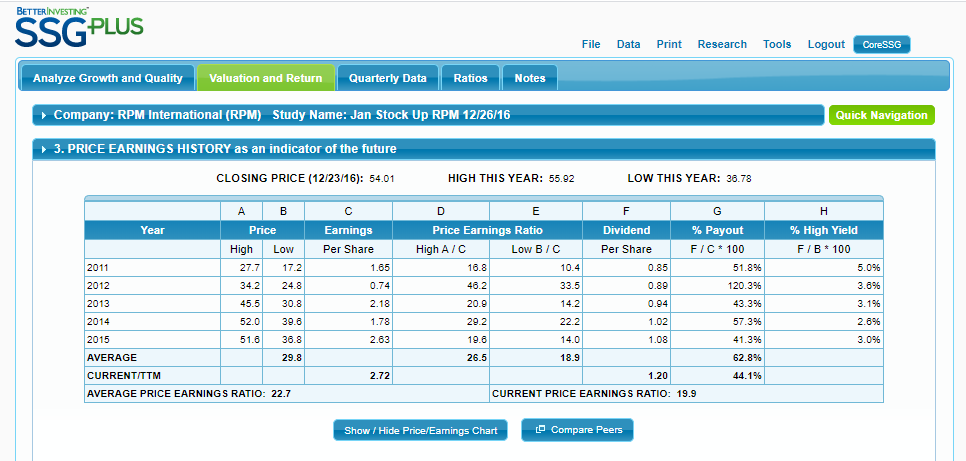 BETTERINVESTING™
SSGPLUS
File Data Print Research Tools Logout CoreSSG
Analyze Growth and Quality Valuation and Return Quarterly Data Ratios Notes
Company: RPM International (RPM) Study Name: Jan Stock Up RPM 12/26/16 Quick Navigation
3. PRICE EARNINGS HISTORY as an indicator of the future
CLOSING PRICE (12/23/16): 54.01 HIGH THIS YEAR: 55.92 LOW THIS YEAR: 36.78
A B C D E F G H
Year Price Earnings Price Earnings Ratio Dividend % Payout % High Yield
High Low Per Share High A / C Low B / C Per Share F / C * 100 F / B * 100
2011 27.7 17.2 1.65 16.8 10.4 0.85 51.8% 5.0%
2012 34.2 24.8 0.74 46.2 33.5 0.89 120.3% 3.6%
2013 45.5 30.8 2.18 20.9 14.2 0.94 43.3% 3.1%
2014 52.0 39.6 1.78 29.2 22.2 1.02 57.3% 2.6%
2015 51.6 36.8 2.63 19.6 14.0 1.08 41.3% 3.0%
AVERAGE 29.8 26.5 18.9 62.8%
CURRENT/TTM 2.72 1.20 44.1%
AVERAGE PRICE EARNINGS RATIO: 22.7 CURRENT PRICE EARNINGS RATIO: 19.9
Show / Hide Price/Earnings Chart Compare Peers